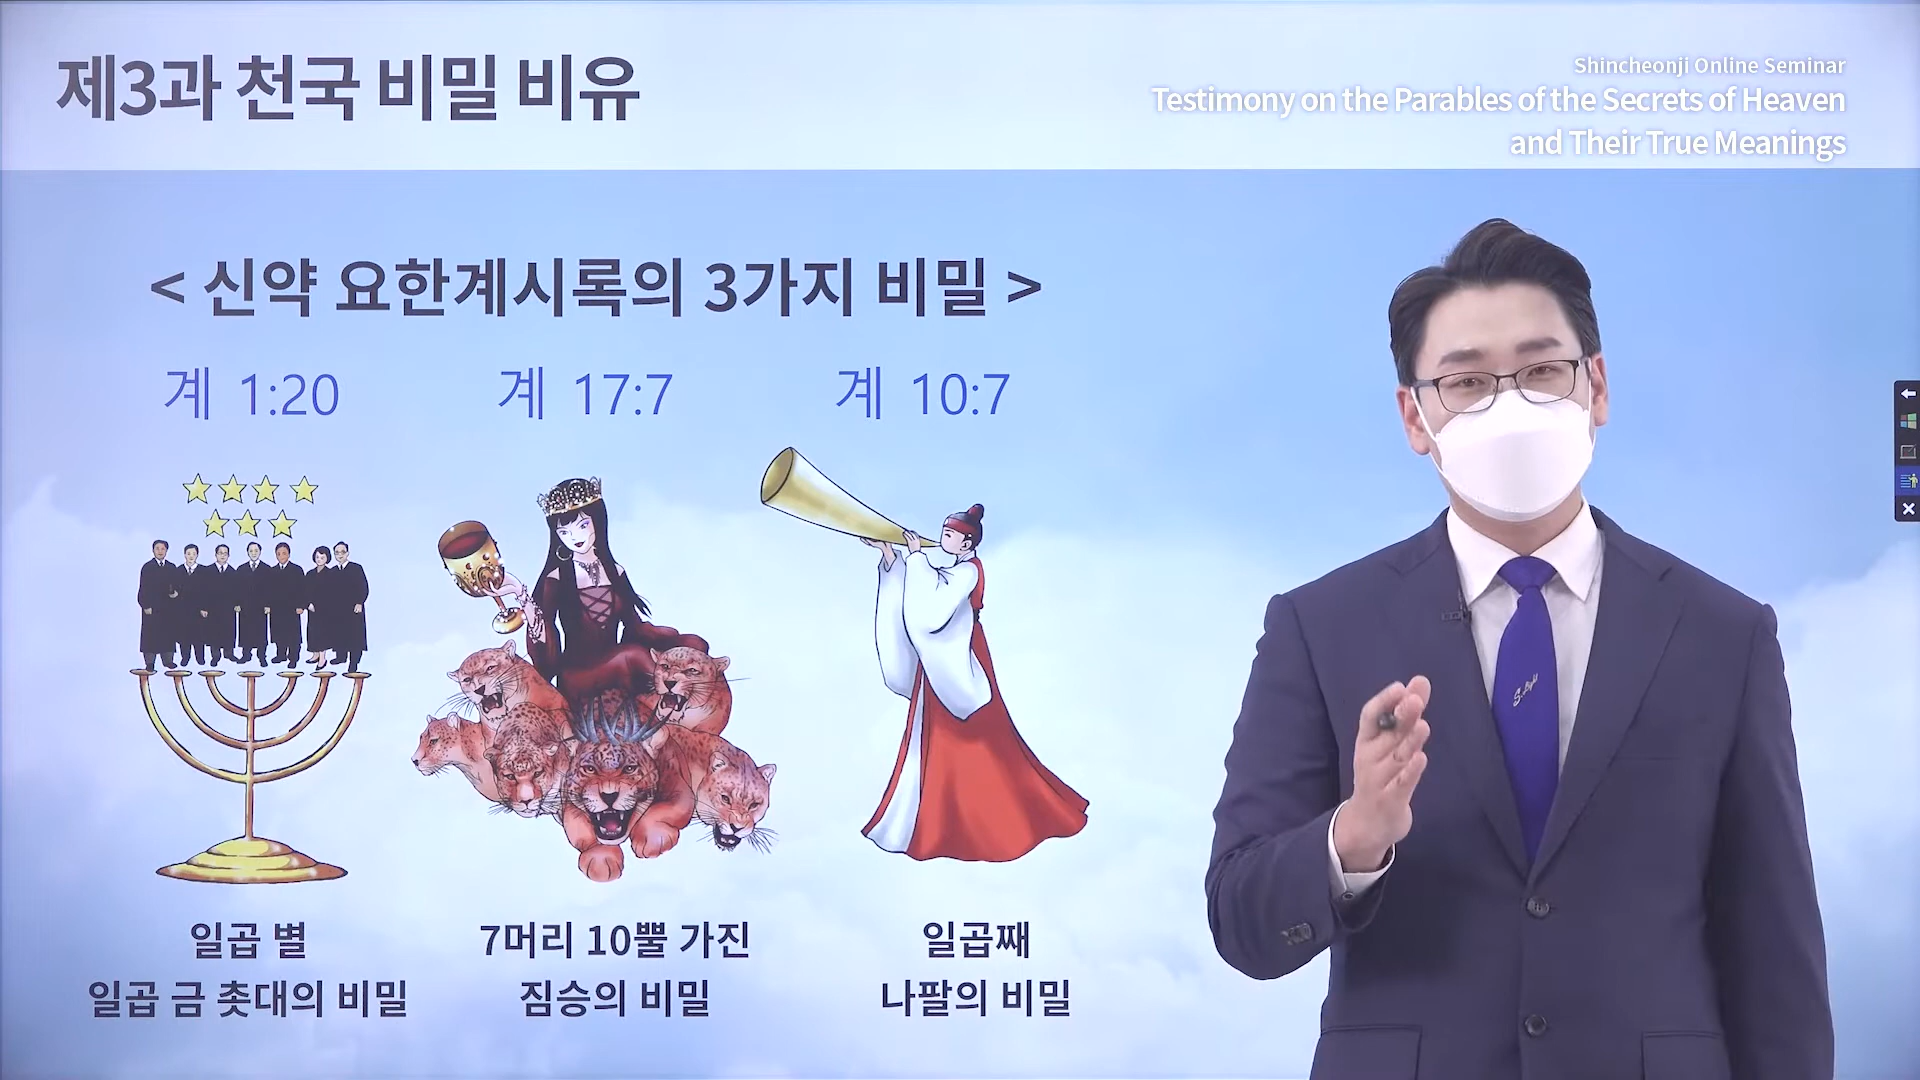 제3과 천국 비밀 비유
Shincheonji Online Seminar
Testimony on the Parables of the Secrets of Heaven
and Their True Meanings
< 신약 요한계시록의 3가지 비밀 >
계 1:20
계 17:7
계 10:7
일곱 별
일곱 금 촛대의 비밀
7머리 10뿔 가진
짐승의 비밀
일곱째
나팔의 비밀